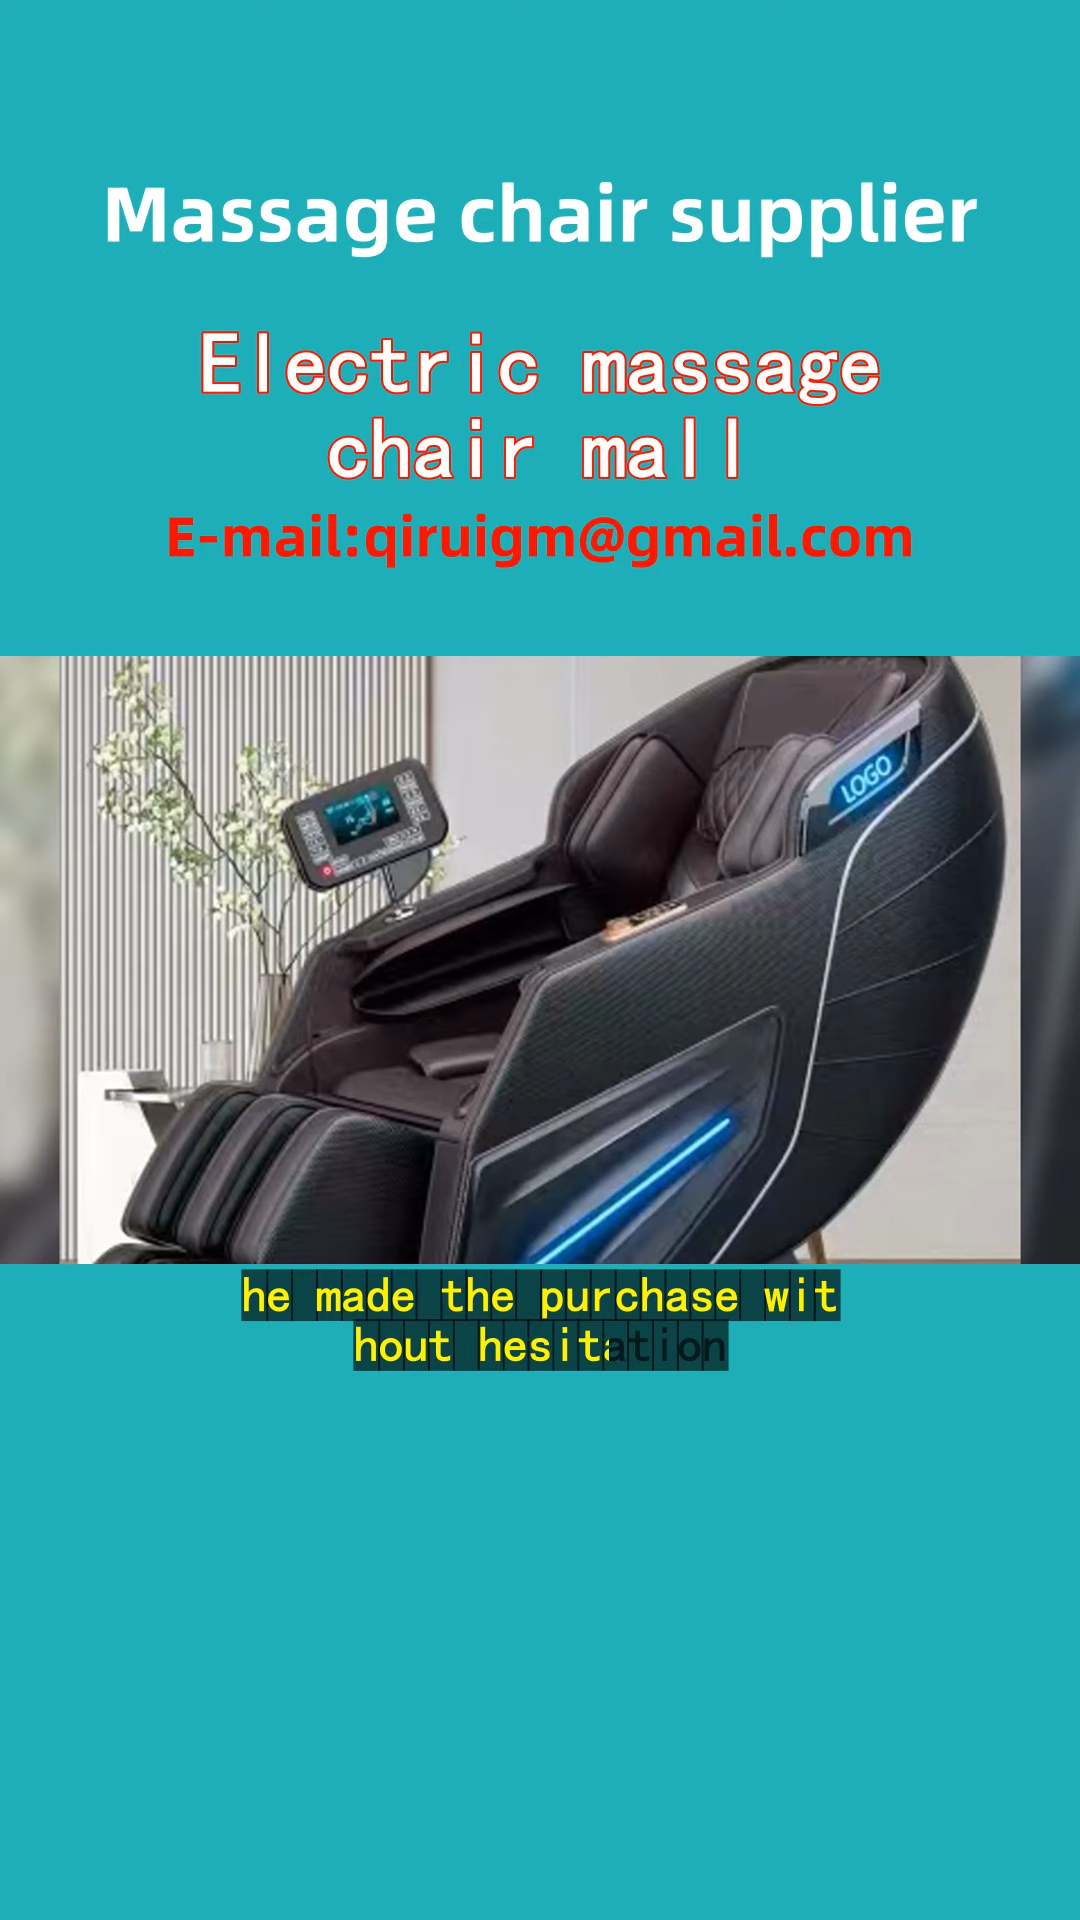 Massage chair supplier
Electric massage
chair mall
E-mail:qiruigm@gmail.com
LOGO
he made the purchase wit
hout hesitation